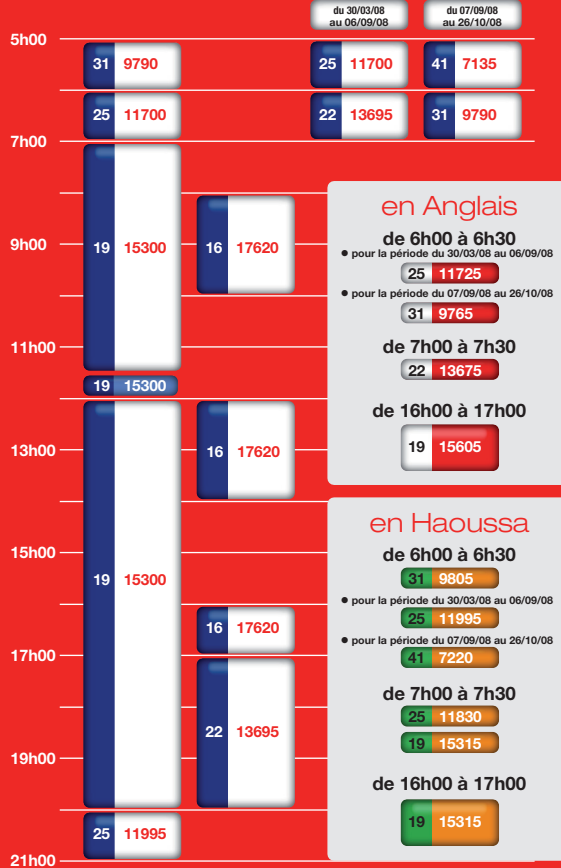 du 30/03/08
au 06/09/08
du 07/09/08
au 26/10/08
5h00
31 9790
25 11700
41 7135
25 11700
22 13695
31 9790
7h00
19 15300
16 17620
9h00
11h00
19 15300
19 15300
16 17620
13h00
15h00
16 17620
17h00
22 13695
19h00
25 11995
21h00
en Anglais
de 6h00 à 6h30
• pour la période du 30/03/08 au 06/09/08
25 11725
• pour la période du 07/09/08 au 26/10/08
31 9765
de 7h00 à 7h30
22 13675
de 16h00 à 17h00
19 15605
en Haoussa
de 6h00 à 6h30
31 9805
• pour la période du 30/03/08 au 06/09/08
25 11995
• pour la période du 07/09/08 au 26/10/08
41 7220
de 7h00 à 7h30
25 11830
19 15315
de 16h00 à 17h00
19 15315